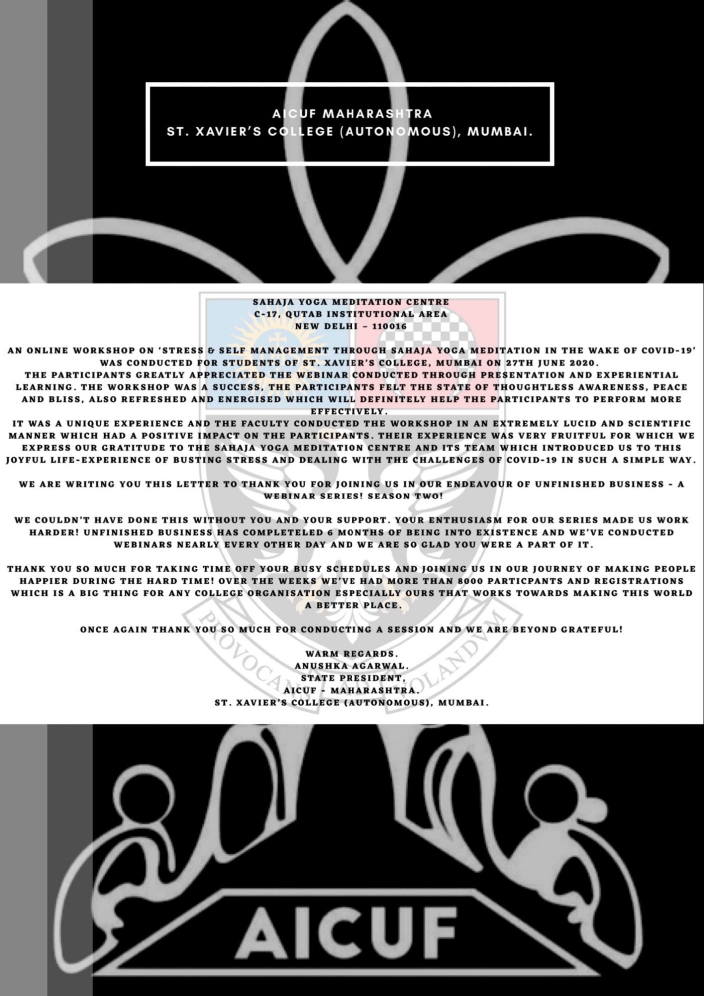 AICUF MAHARASHTRA
ST. XAVIER'S COLLEGE (AUTONOMOUS), MUMBAI.
SAHAJA YOGA MEDITATION CENTRE
C-17, QUTAB INSTITUTIONAL AREA
NEW DELHI – 110016
AN ONLINE WORKSHOP ON 'STRESS & SELF MANAGEMENT THROUGH SAHAJA YOGA MEDITATION IN THE WAKE OF COVID-19'
WAS CONDUCTED FOR STUDENTS OF ST. XAVIER'S COLLEGE, MUMBAI ON 27TH JUNE 2020.
THE PARTICIPANTS GREATLY APPRECIATED THE WEBINAR CONDUCTED THROUGH PRESENTATION AND EXPERIENTIAL
LEARNING. THE WORKSHOP WAS A SUCCESS, THE PARTICIPANTS FELT THE STATE OF THOUGHTLESS AWARENESS, PEACE
AND BLISS, ALSO REFRESHED AND ENERGISED WHICH WILL DEFINITELY HELP THE PARTICIPANTS TO PERFORM MORE
EFFECTIVELY.
IT WAS A UNIQUE EXPERIENCE AND THE FACULTY CONDUCTED THE WORKSHOP IN AN EXTREMELY LUCID AND SCIENTIFIC
MANNER WHICH HAD A POSITIVE IMPACT ON THE PARTICIPANTS. THEIR EXPERIENCE WAS VERY FRUITFUL FOR WHICH WE
EXPRESS OUR GRATITUDE TO THE SAHAJA YOGA MEDITATION CENTRE AND ITS TEAM WHICH INTRODUCED US TO THIS
JOYFUL LIFE-EXPERIENCE OF BUSTING STRESS AND DEALING WITH THE CHALLENGES OF COVID-19 IN SUCH A SIMPLE WAY.
WE ARE WRITING YOU THIS LETTER TO THANK YOU FOR JOINING US IN OUR ENDEAVOUR OF UNFINISHED BUSINESS - A
WEBINAR SERIES! SEASON TWO!
WE COULDN'T HAVE DONE THIS WITHOUT YOU AND YOUR SUPPORT. YOUR ENTHUSIASM FOR OUR SERIES MADE US WORK
HARDER! UNFINISHED BUSINESS HAS COMPLETELED 6 MONTHS OF BEING INTO EXISTENCE AND WE'VE CONDUCTED
WEBINARS NEARLY EVERY OTHER DAY AND WE ARE SO GLAD YOU WERE A PART OF IT.
THANK YOU SO MUCH FOR TAKING TIME OFF YOUR BUSY SCHEDULES AND JOINING US IN OUR JOURNEY OF MAKING PEOPLE
HAPPIER DURING THE HARD TIME! OVER THE WEEKS WE'VE HAD MORE THAN 8000 PARTICPANTS AND REGISTRATIONS
WHICH IS A BIG THING FOR ANY COLLEGE ORGANISATION ESPECIALLY OURS THAT WORKS TOWARDS MAKING THIS WORLD
A BETTER PLACE.
ONCE AGAIN THANK YOU SO MUCH FOR CONDUCTING A SESSION AND WE ARE BEYOND GRATEFUL!
WARM REGARDS.
ANUSHKA AGARWAL.
STATE PRESIDENT,
AICUF - MAHARASHTRA.
ST. XAVIER'S COLLEGE (AUTONOMOUS), MUMBAI.
PROVOCANS AD VOLANDVM
AICUF